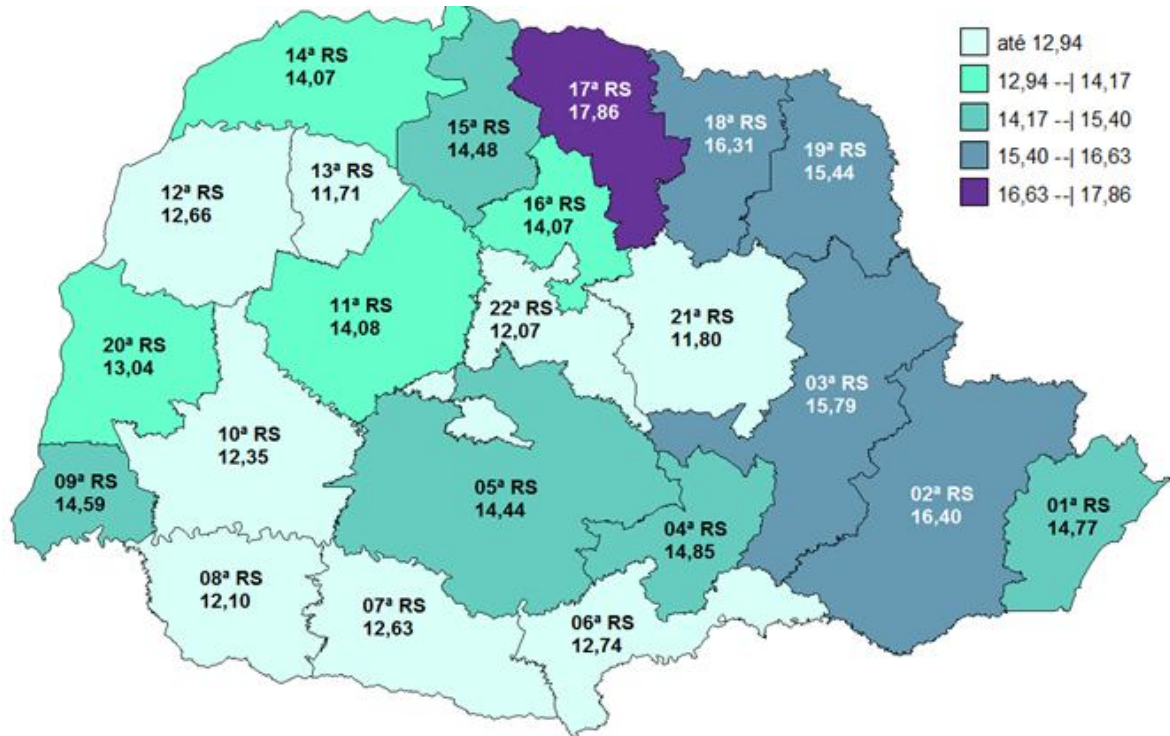 14ª RS
14,07
15ª RS
14,48
17ª RS
17,86
18ª RS
16,31
19ª RS
15,44
12ª RS
12,66
13ª RS
11,71
16ª RS
14,07
11ª RS
14,08
22ª RS
12,07
21ª RS
11,80
20ª RS
13,04
03ª RS
15,79
10ª RS
12,35
09ª RS
14,59
05ª RS
14,44
04ª RS
14,85
02ª RS
16,40
01ª RS
14,77
08ª RS
12,10
07ª RS
12,63
06ª RS
12,74
até 12,94
12,94 --| 14,17
14,17 --| 15,40
15,40 --| 16,63
16,63 --| 17,86